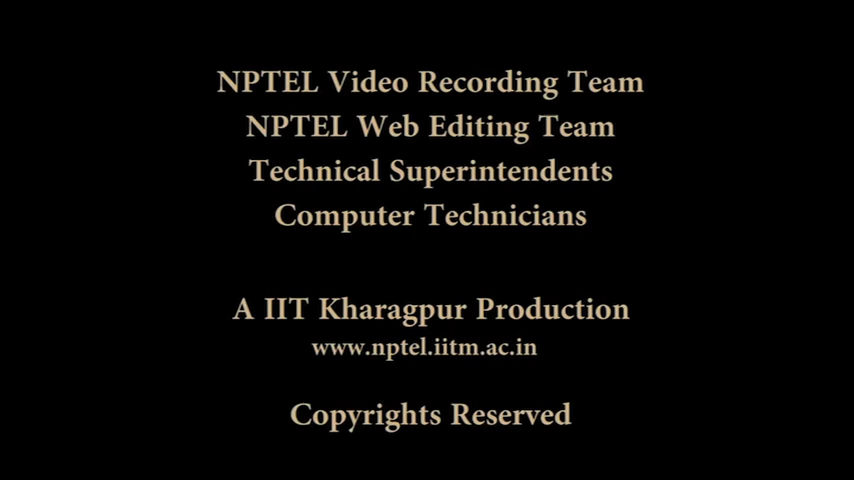 NPTEL Video Recording Team
NPTEL Web Editing Team
Technical Superintendents
Computer Technicians
A IIT Kharagpur Production
www.nptel.iitm.ac.in
Copyrights Reserved